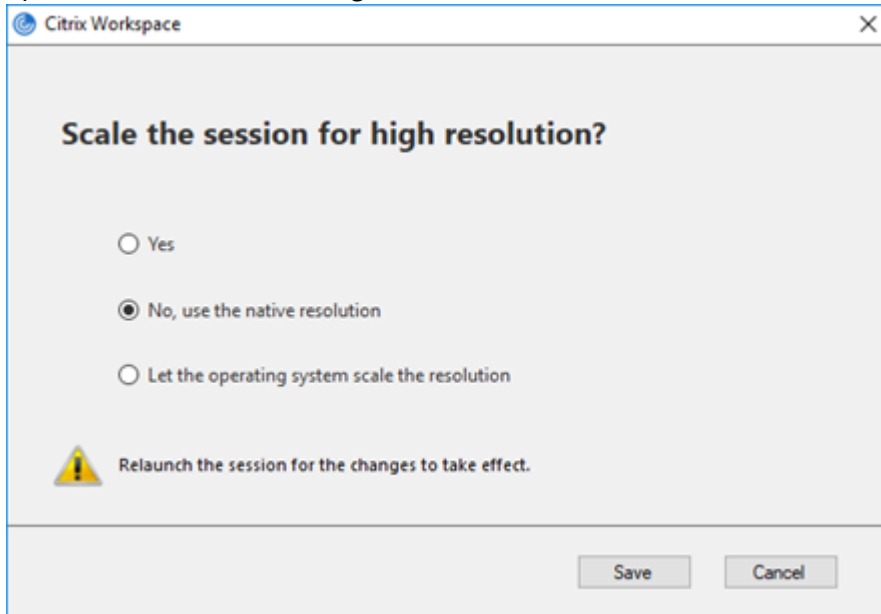 Citrix Workspace
Scale the session for high resolution?
Yes
No, use the native resolution
Let the operating system scale the resolution
Relaunch the session for the changes to take effect.
Save Cancel